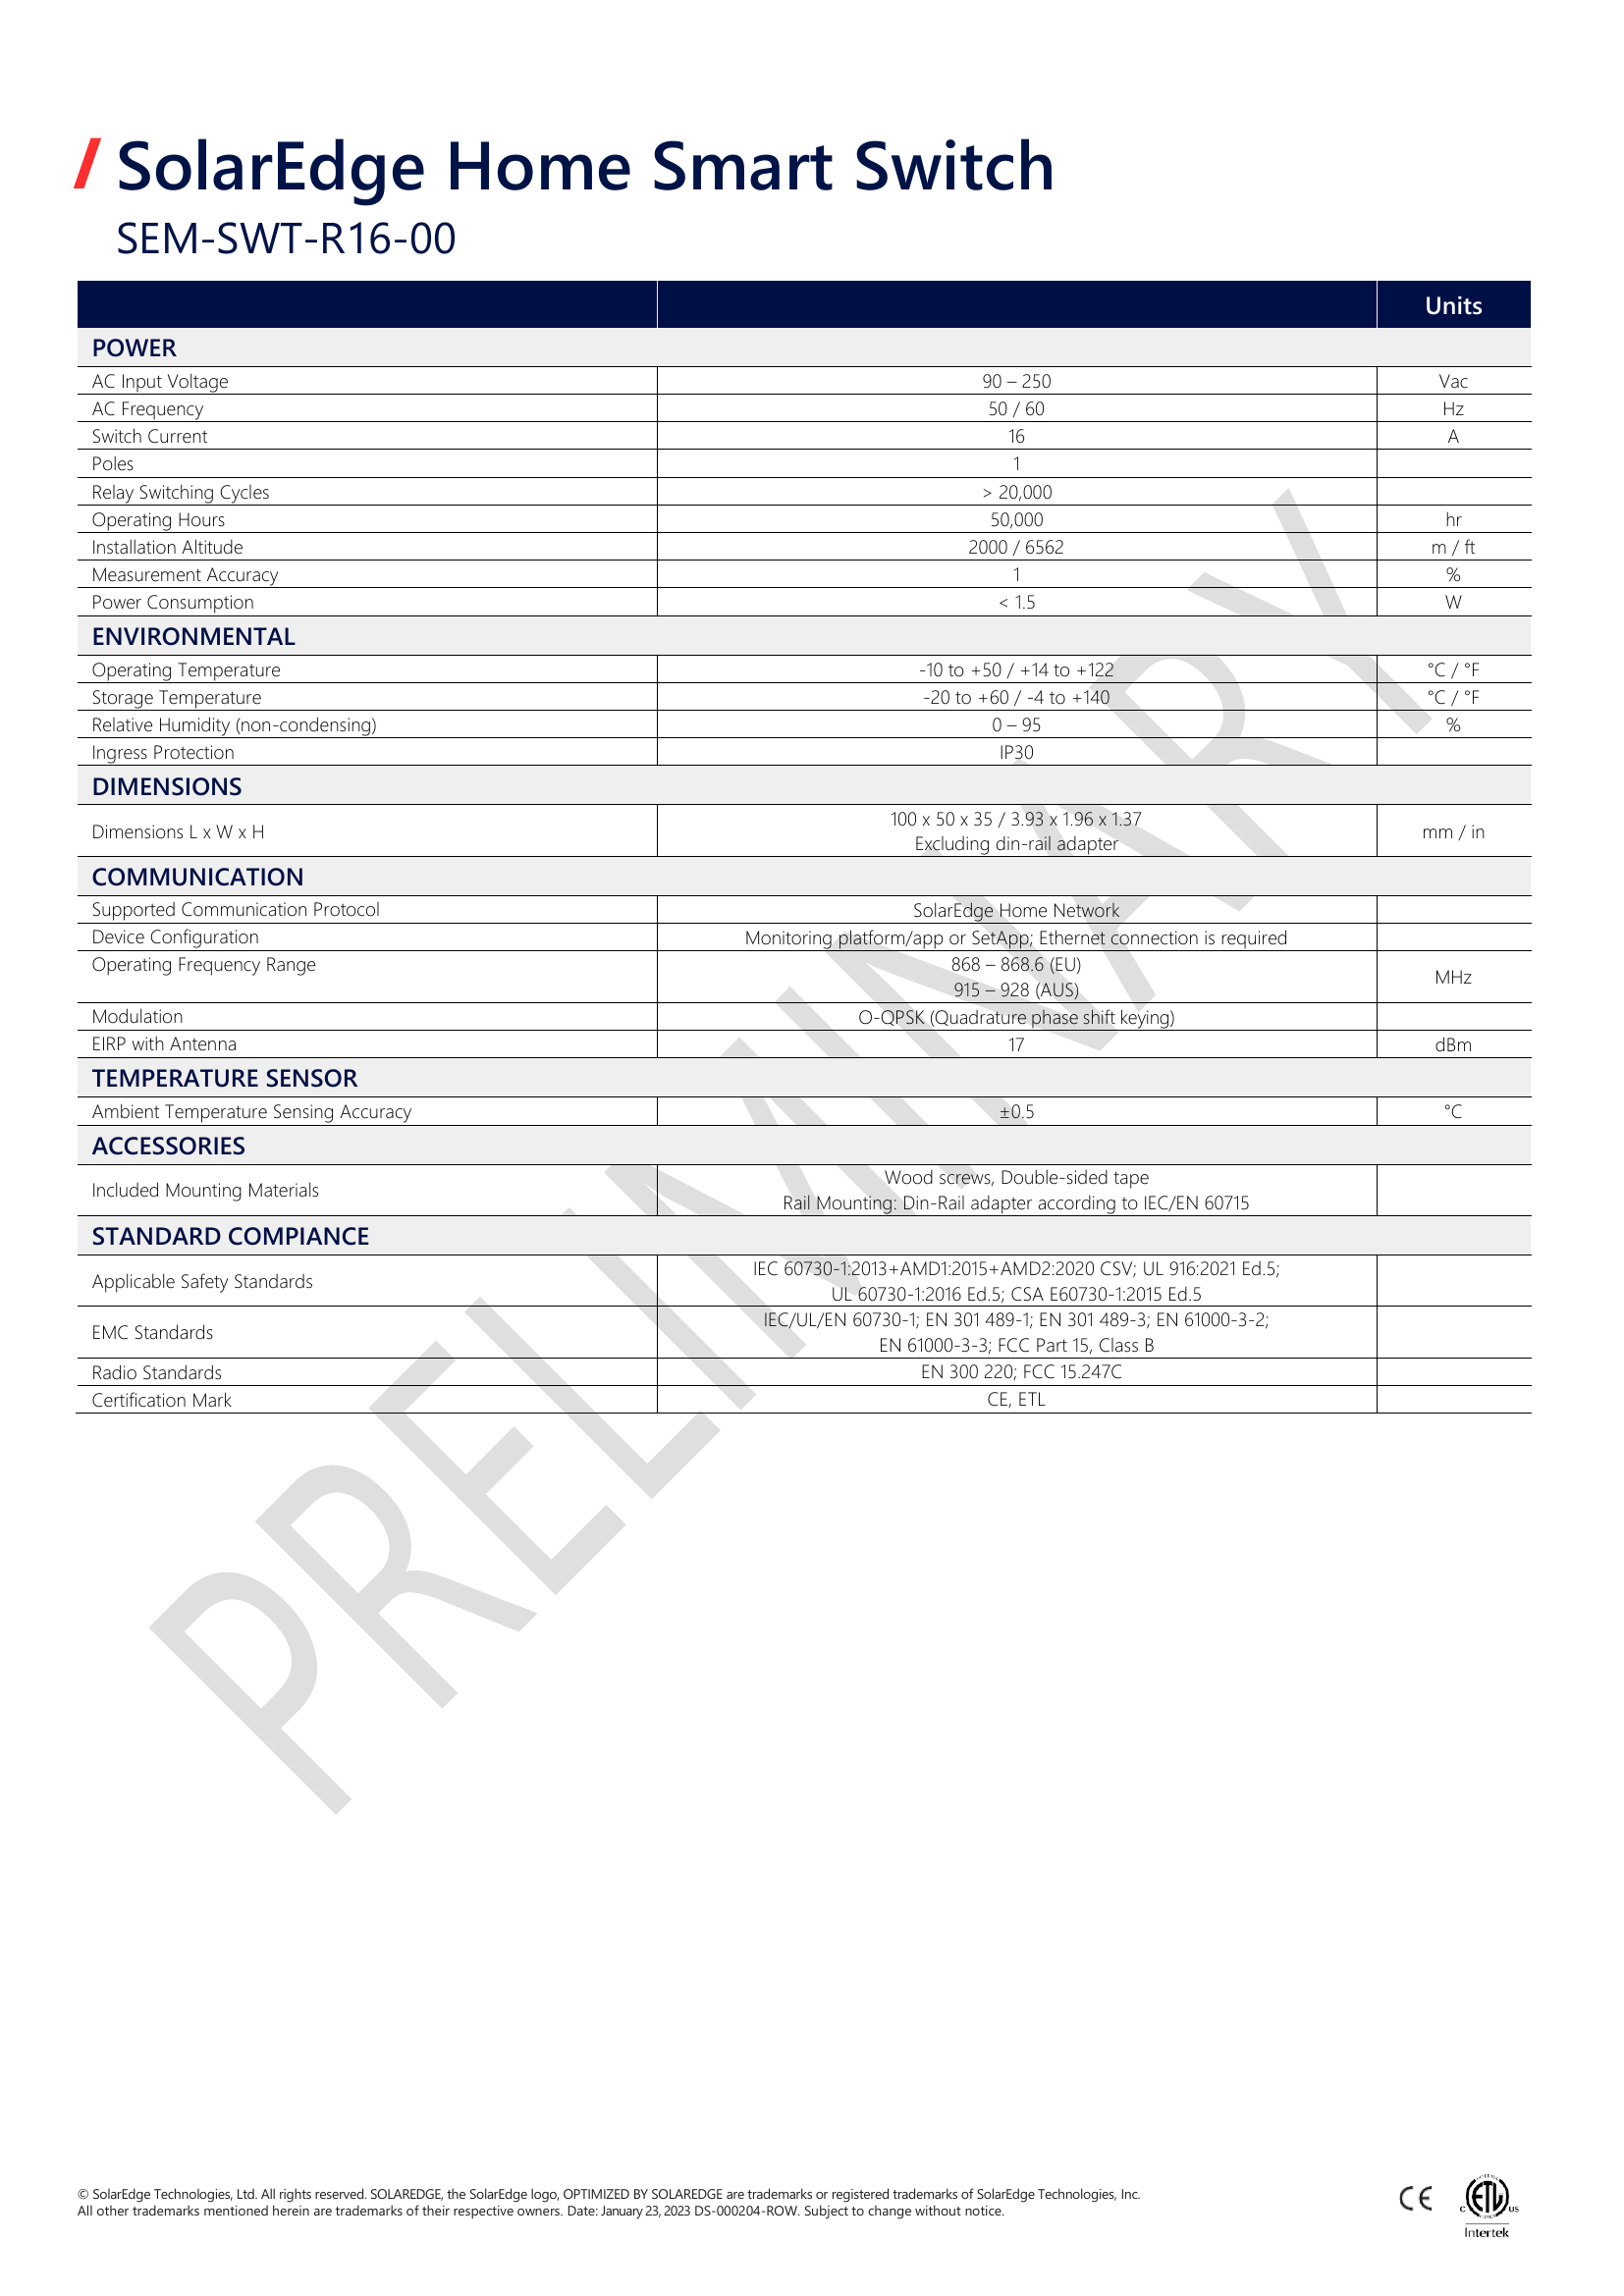 SolarEdge Home Smart Switch
SEM-SWT-R16-00
Units
POWER
AC Input Voltage 90 – 250 Vac
AC Frequency 50 / 60 Hz
Switch Current 16 A
Poles 1
Relay Switching Cycles > 20,000
Operating Hours 50,000 hr
Installation Altitude 2000 / 6562 m / ft
Measurement Accuracy 1 %
Power Consumption < 1.5 W
ENVIRONMENTAL
Operating Temperature -10 to +50 / +14 to +122 °C / °F
Storage Temperature -20 to +60 / -4 to +140 °C / °F
Relative Humidity (non-condensing) 0 – 95 %
Ingress Protection IP30
DIMENSIONS
Dimensions L x W x H 100 x 50 x 35 / 3.93 x 1.96 x 1.37 mm / in
Excluding din-rail adapter
COMMUNICATION
Supported Communication Protocol SolarEdge Home Network
Device Configuration Monitoring platform/app or SetApp; Ethernet connection is required
Operating Frequency Range 868 – 868.6 (EU) MHz
915 – 928 (AUS)
Modulation O-QPSK (Quadrature phase shift keying)
EIRP with Antenna 17 dBm
TEMPERATURE SENSOR
Ambient Temperature Sensing Accuracy ±0.5 °C
ACCESSORIES
Included Mounting Materials Wood screws, Double-sided tape
Rail Mounting: Din-Rail adapter according to IEC/EN 60715
STANDARD COMPIANCE
Applicable Safety Standards IEC 60730-1:2013+AMD1:2015+AMD2:2020 CSV; UL 916:2021 Ed.5;
UL 60730-1:2016 Ed.5; CSA E60730-1:2015 Ed.5
EMC Standards IEC/UL/EN 60730-1; EN 301 489-1; EN 301 489-3; EN 61000-3-2;
EN 61000-3-3; FCC Part 15, Class B
Radio Standards EN 300 220; FCC 15.247C
Certification Mark CE, ETL
PRELIMINARY
© SolarEdge Technologies, Ltd. All rights reserved. SOLAREDGE, the SolarEdge logo, OPTIMIZED BY SOLAREDGE are trademarks or registered trademarks of SolarEdge Technologies, Inc.
All other trademarks mentioned herein are trademarks of their respective owners. Date: January 23, 2023 DS-000204-ROW. Subject to change without notice.
CE
C ETL US
Intertek